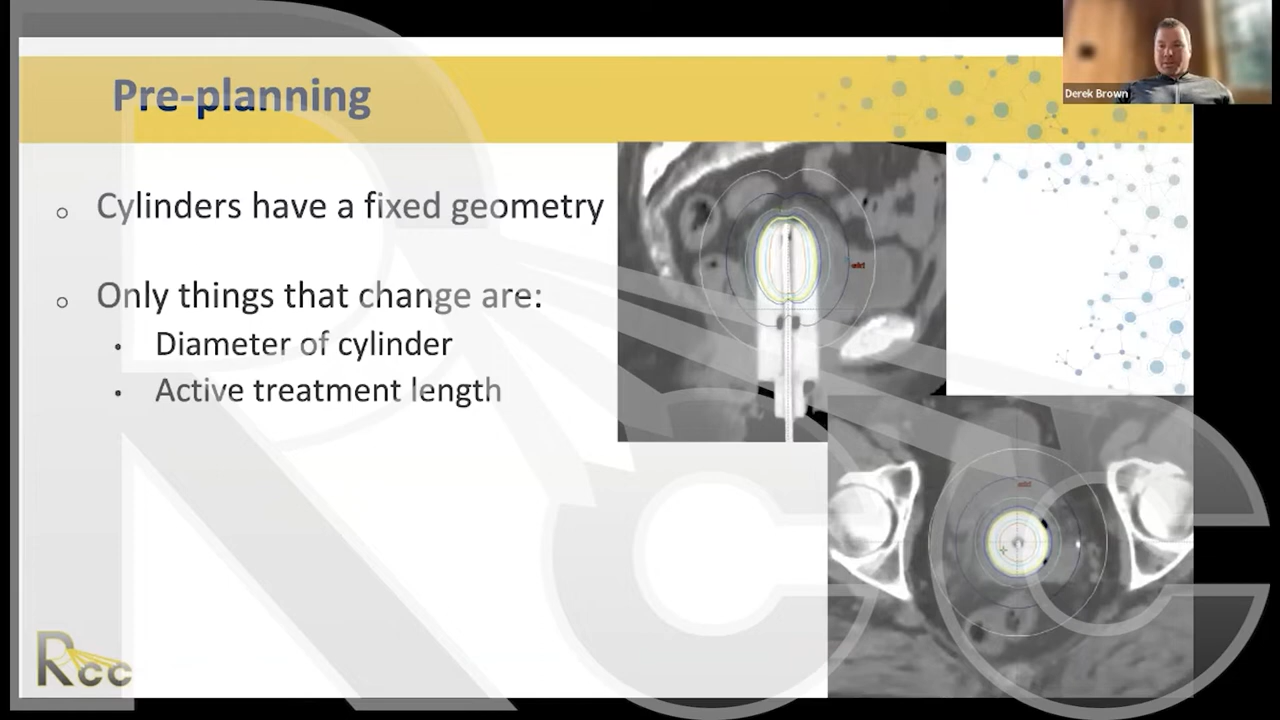 Pre-planning
Derek Brown
Cylinders have a fixed geometry
Only things that change are:
Diameter of cylinder
Active treatment length
Rcc